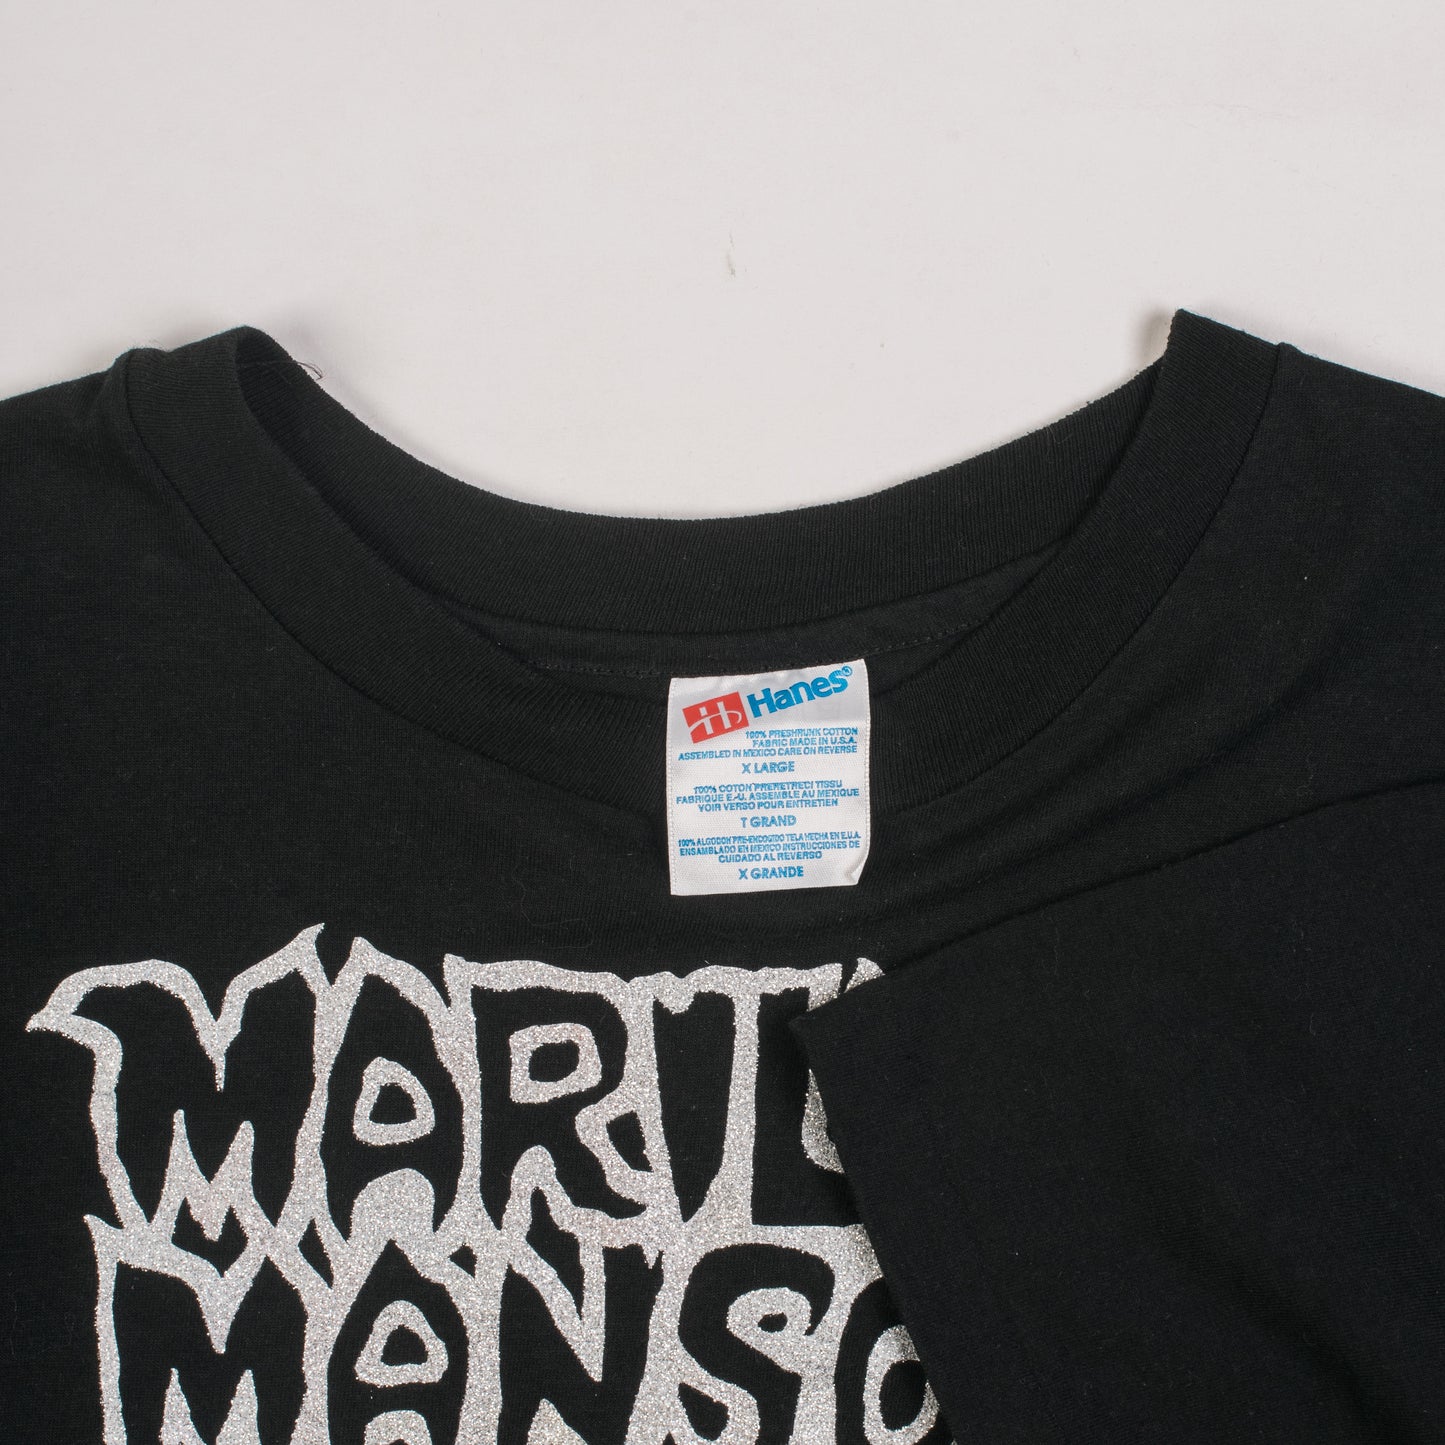 Hanes®
100% PRESHRUNK COTTON
FABRIC MADE IN U.S.A.
ASSEMBLED IN MEXICO CARE ON REVERSE
X LARGE
100% COTON PRERETRECI TISSU
FABRIQUE E.-U. ASSEMBLE AU MEXIQUE
VOIR VERSO POUR ENTRETIEN
T GRAND
100% ALGODON PRE-ENCOGIDO TELA HECHA EN E.U.A.
ENSAMBLADO EN MEXICO INSTRUCCIONES DE
CUIDADO AL REVERSO
X GRANDE
MARIL
MANSO